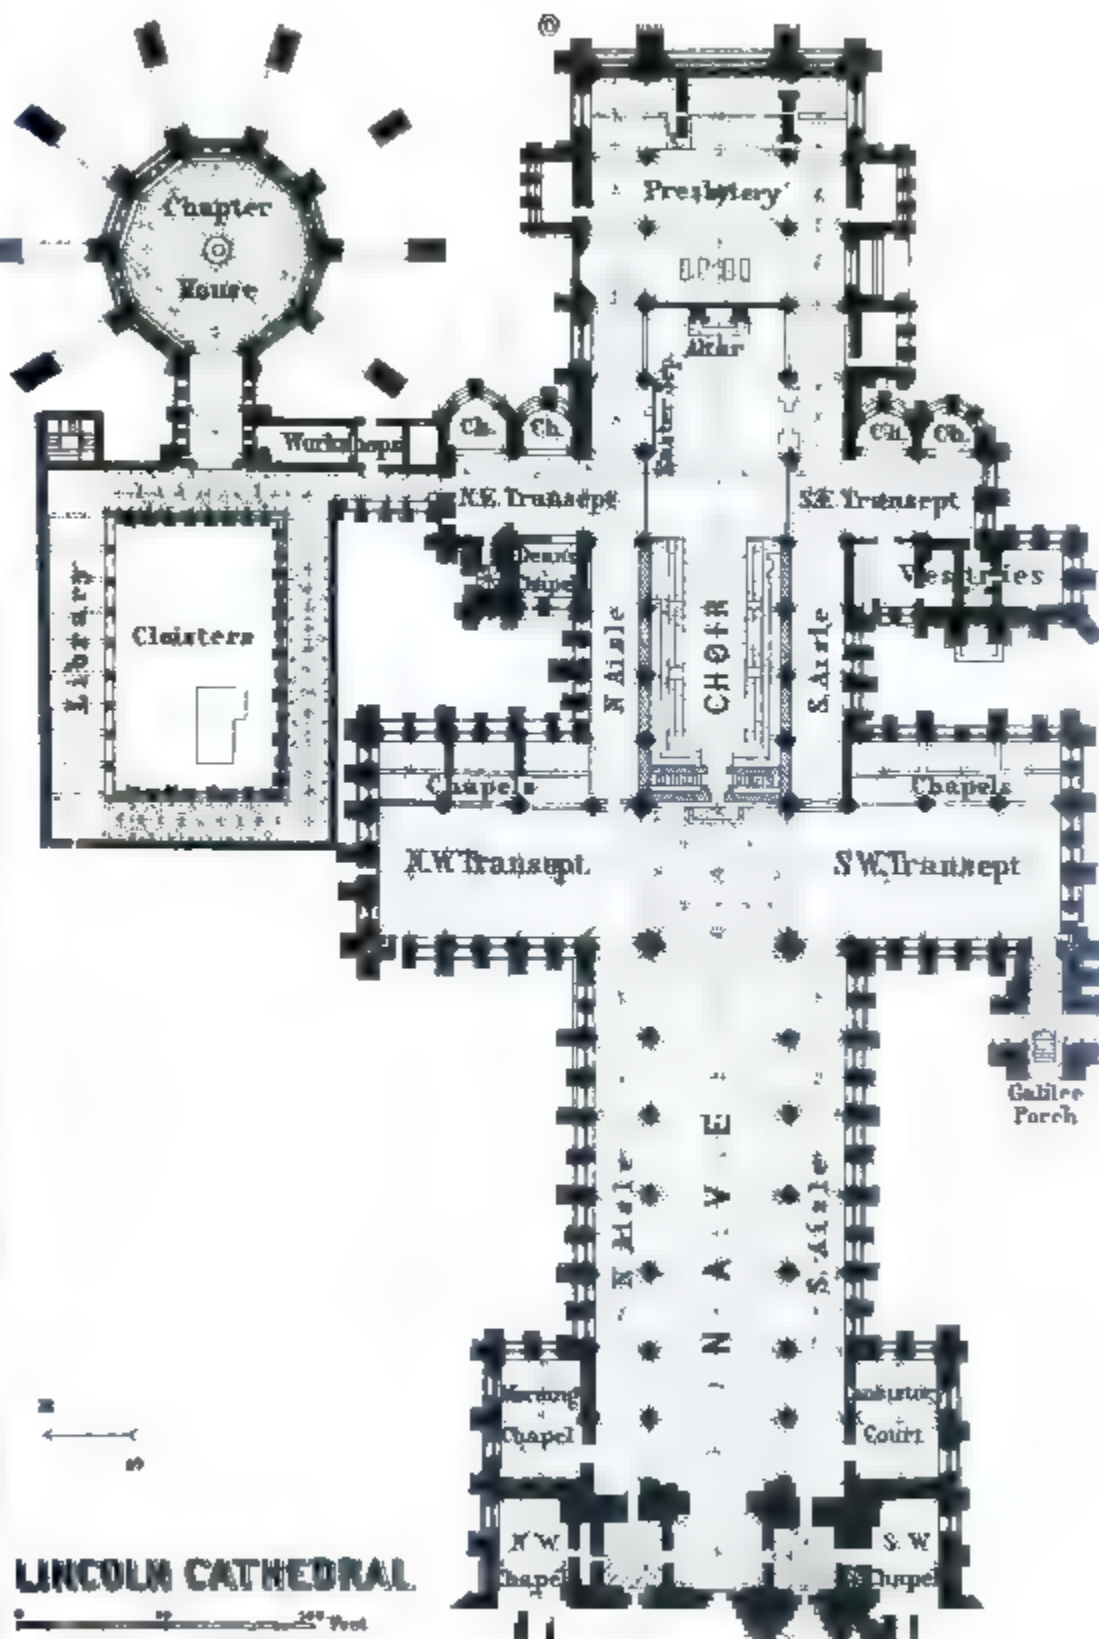 Chapter
House
Presbytery
Altar
Workshops
Ch.
Ch.
Ch.
Ch.
N.E. Transept
S.E. Transept
Chapel
Vestries
Library
Cloisters
N Aisle
CHOIR
S. Aisle
Chapels
Chapels
N.W. Transept
S.W. Transept
Galilee
Porch
N Aisle
NAVE
S. Aisle
Chapel
Court
N.W
Chapel
S.W
Chapel
LINCOLN CATHEDRAL
Feet